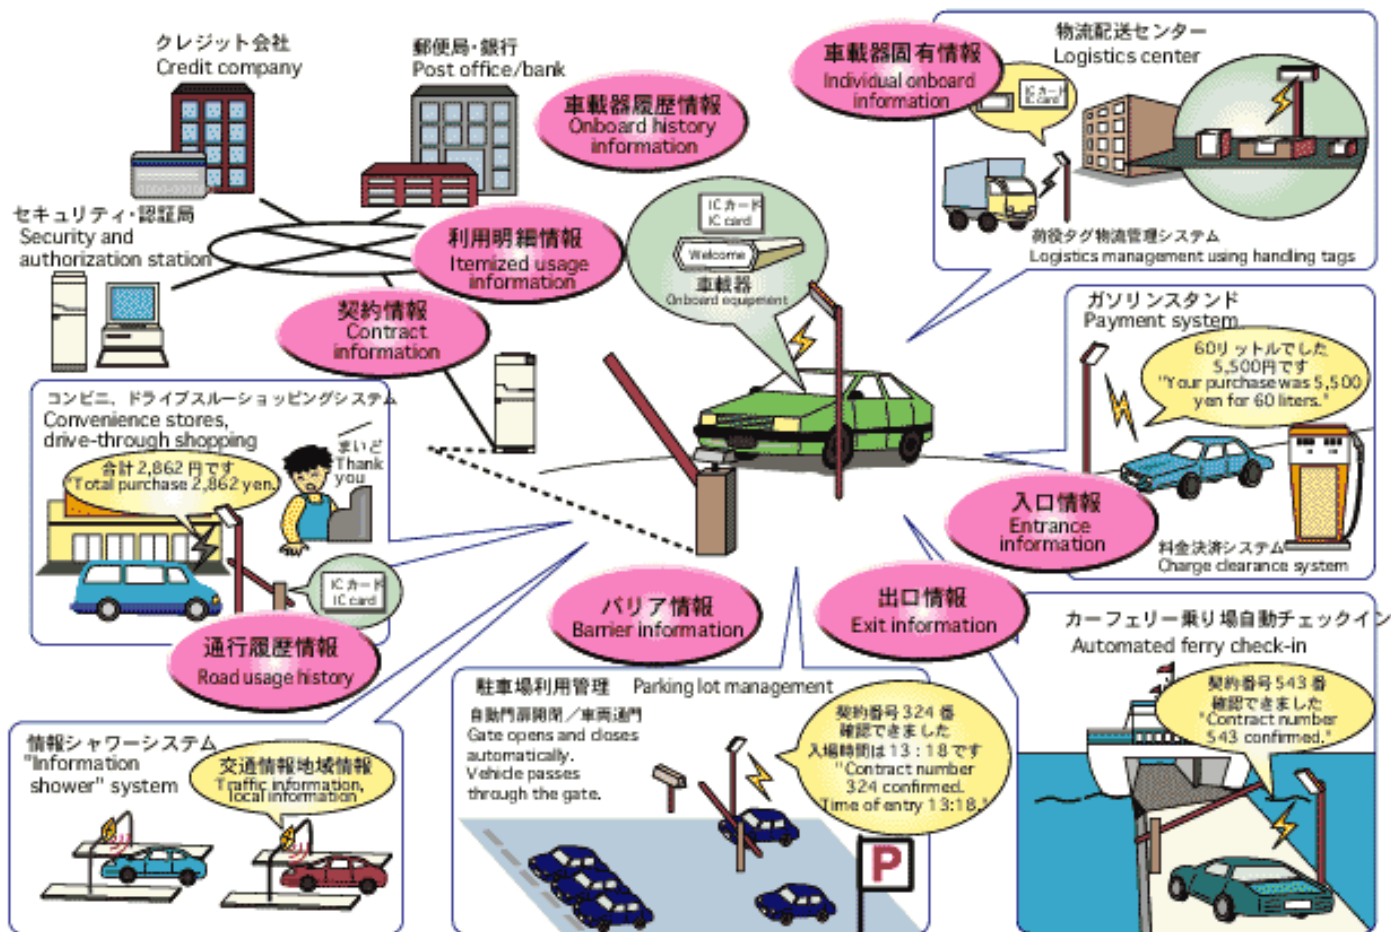 クレジット会社
Credit company
郵便局・銀行
Post office/bank
車載器履歴情報
Onboard history
information
車載器固有情報
Individual onboard
information
物流配送センター
Logistics center
ICカード
IC card
荷役タグ物流管理システム
Logistics management using handling tags
セキュリティ・認証局
Security and
authorization station
利用明細情報
Itemized usage
information
契約情報
Contract
information
ICカード
IC card
Welcome
車載器
Onboard equipment
ガソリンスタンド
Payment system
60リットルでした
5,500円です
"Your purchase was 5,500
yen for 60 liters."
料金決済システム
Charge clearance system
コンビニ、ドライブスルーショッピングシステム
Convenience stores,
drive-through shopping
合計2,862円です
"Total purchase 2,862 yen.
まいど
Thank
you
ICカード
IC card
通行履歴情報
Road usage history
入口情報
Entrance
information
バリア情報
Barrier information
出口情報
Exit information
カーフェリー乗り場自動チェックイン
Automated ferry check-in
契約番号543番
確認できました
"Contract number
543 confirmed."
情報シャワーシステム
"Information
shower" system
交通情報地域情報
Traffic information,
local information
駐車場利用管理 Parking lot management
自動門扉開閉／車両通門
Gate opens and closes
automatically.
Vehicle passes
through the gate.
契約番号324番
確認できました
入場時間は13：18です
"Contract number
324 confirmed.
Time of entry 13:18."
P